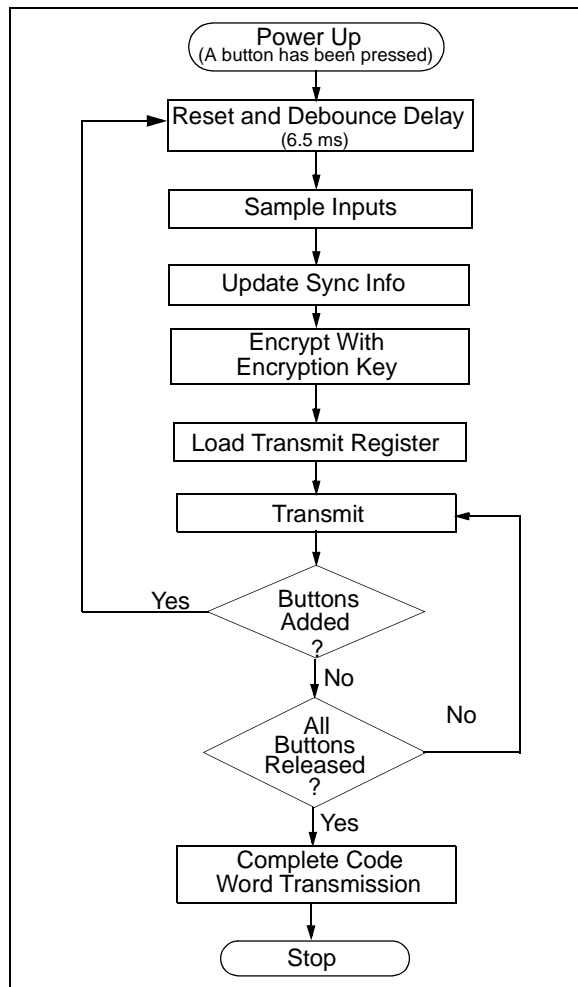 Power Up
(A button has been pressed)
Reset and Debounce Delay
(6.5 ms)
Sample Inputs
Update Sync Info
Encrypt With
Encryption Key
Load Transmit Register
Transmit
Yes
Buttons
Added
?
No
All
Buttons
Released
?
No
Yes
Complete Code
Word Transmission
Stop